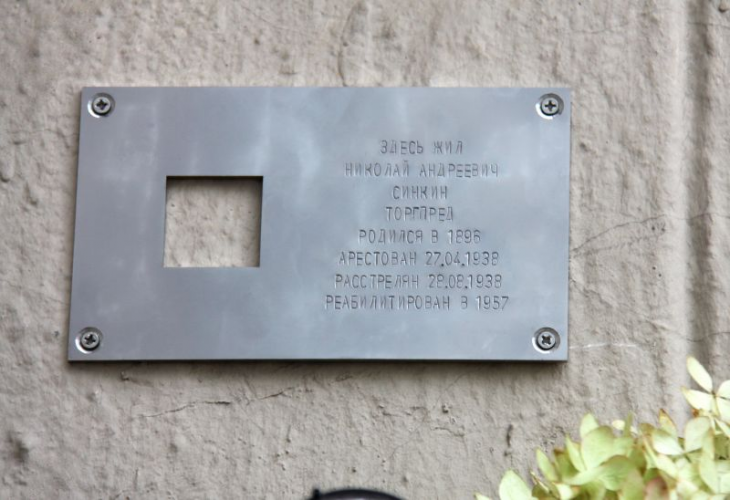 ЗДЕСЬ ЖИЛ
НИКОЛАЙ АНДРЕЕВИЧ
СИНКИН
ТОРГПРЕД
РОДИЛСЯ В 1896
АРЕСТОВАН 27.04.1938
РАССТРЕЛЯН 28.08.1938
РЕАБИЛИТИРОВАН В 1957